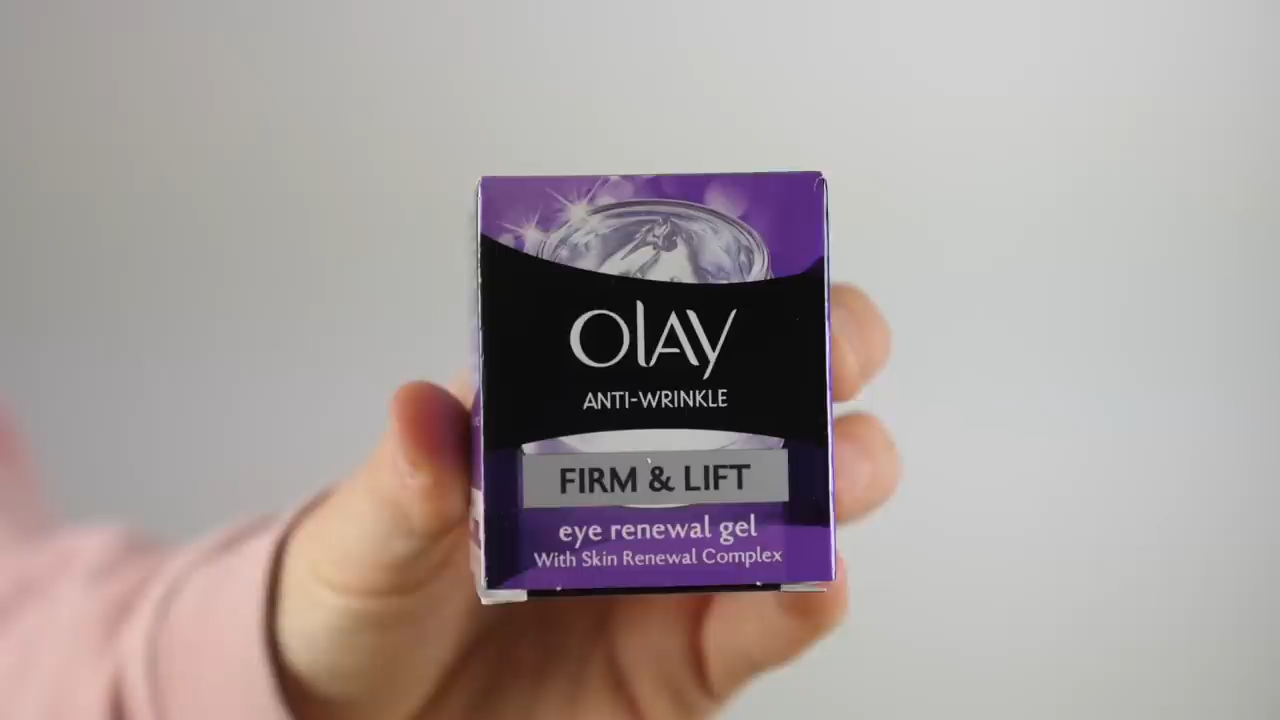 OLAY
ANTI-WRINKLE
FIRM & LIFT
eye renewal gel
With Skin Renewal Complex